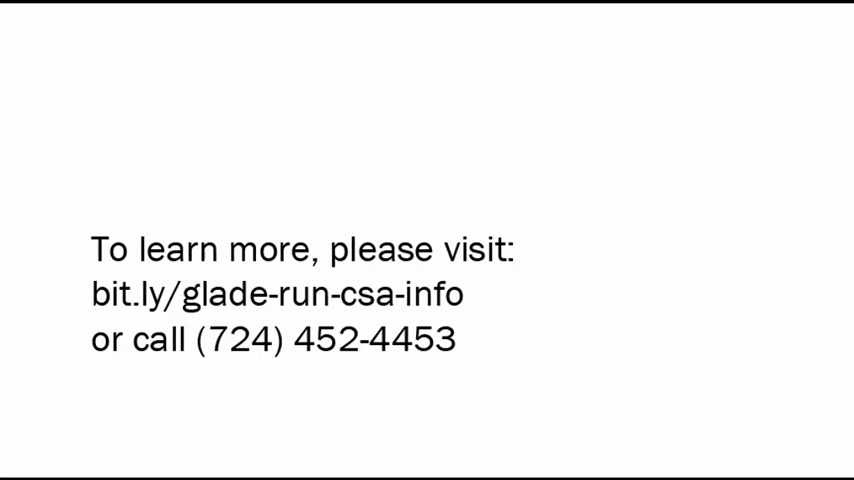 To learn more, please visit:
bit.ly/glade-run-csa-info
or call (724) 452-4453